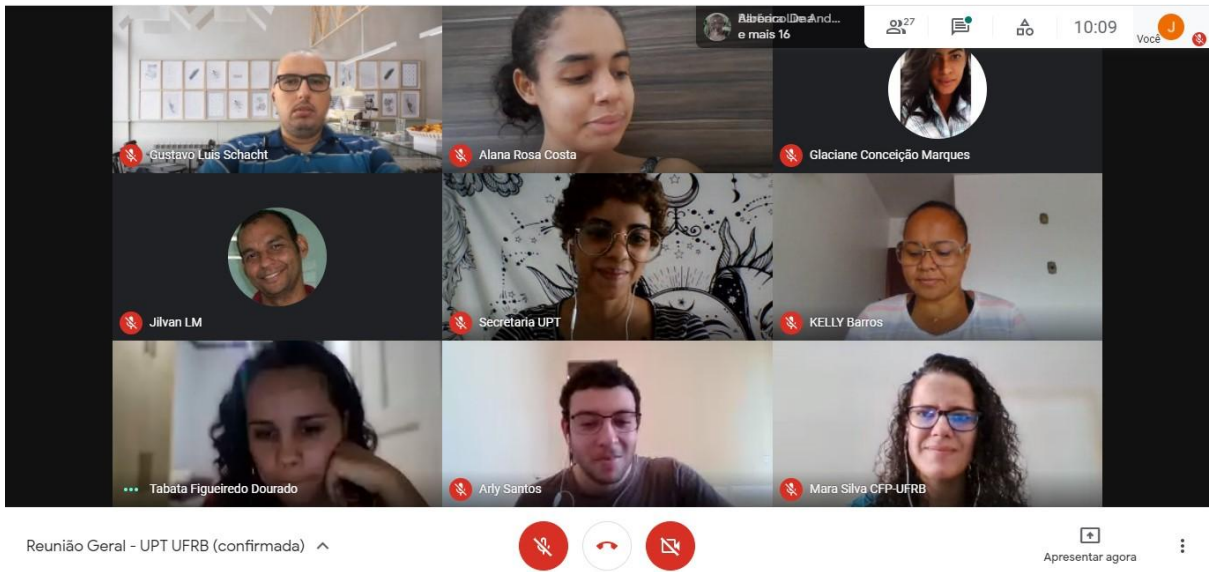 e mais 16
27
10:09
Você
J
Gustavo Luis Schacht
Alana Rosa Costa
Glaciane Conceição Marques
Jilvan LM
Secretaria UPT
KELLY Barros
Tabata Figueiredo Dourado
Arly Santos
Mara Silva CFP-UFRB
Reunião Geral - UPT UFRB (confirmada)
Apresentar agora